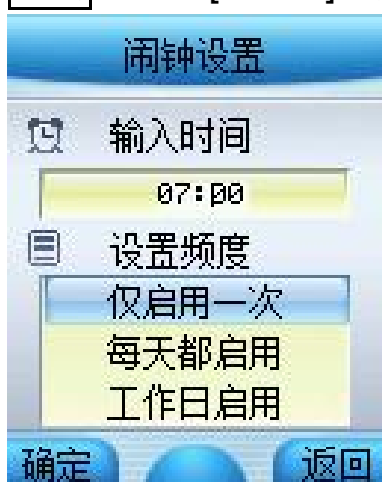 闹钟设置
输入时间
07:00
设置频度
仅启用一次
每天都启用
工作日启用
确定 返回